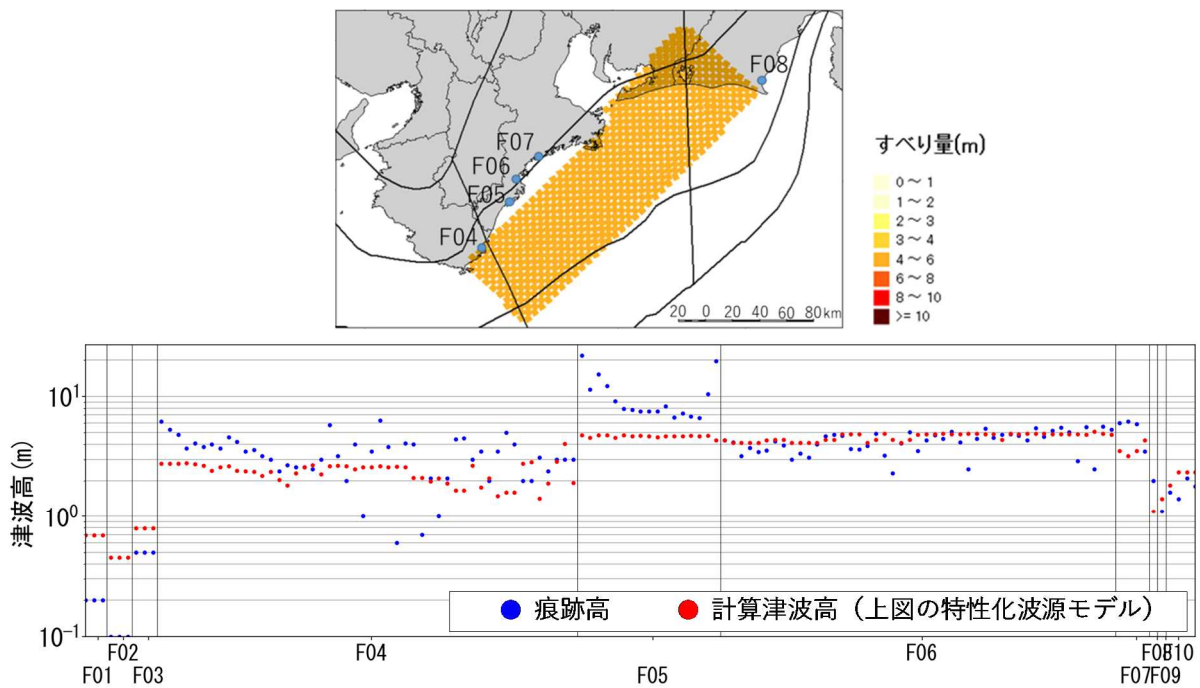 F08
F07
F06
F05
F04
20 0 20 40 60 80km
すべり量(m)
0～1
1～2
2～3
3～4
4～6
6～8
8～10
>= 10
津波高(m)
10¹
10⁰
10⁻¹
痕跡高
計算津波高（上図の特性化波源モデル）
F01
F02
F03
F04
F05
F06
F07
F08
F09
F10